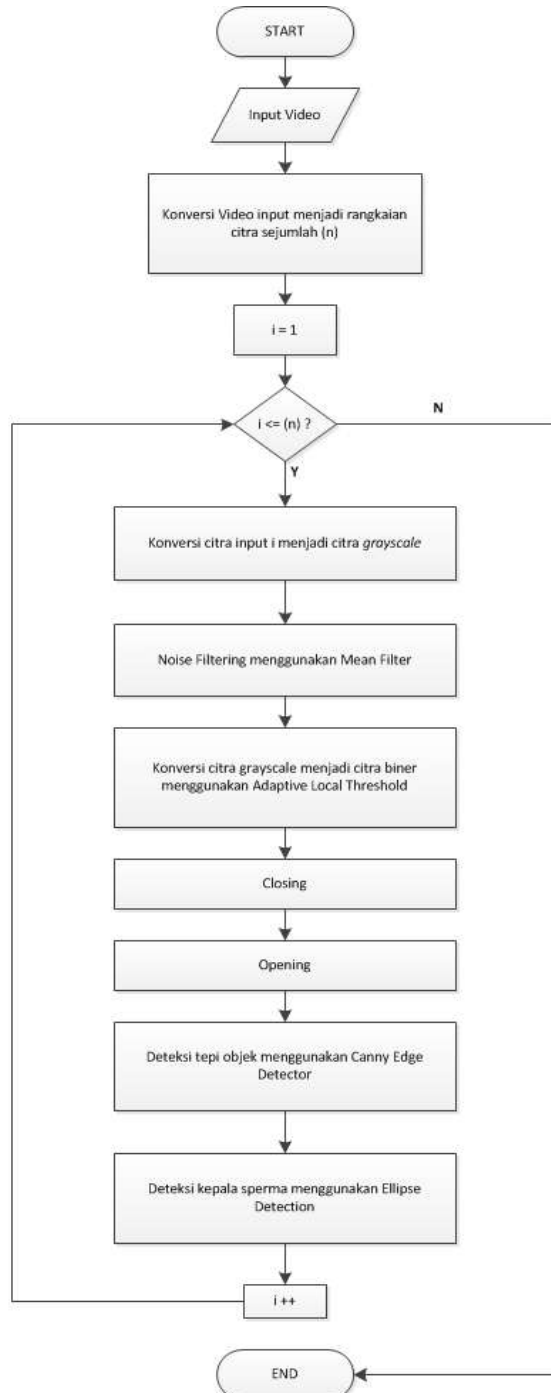 START
Input Video
Konversi Video input menjadi rangkaian
citra sejumlah (n)
i = 1
i <= (n) ?
N
Y
Konversi citra input i menjadi citra grayscale
Noise Filtering menggunakan Mean Filter
Konversi citra grayscale menjadi citra biner
menggunakan Adaptive Local Threshold
Closing
Opening
Deteksi tepi objek menggunakan Canny Edge
Detector
Deteksi kepala sperma menggunakan Ellipse
Detection
i ++
END